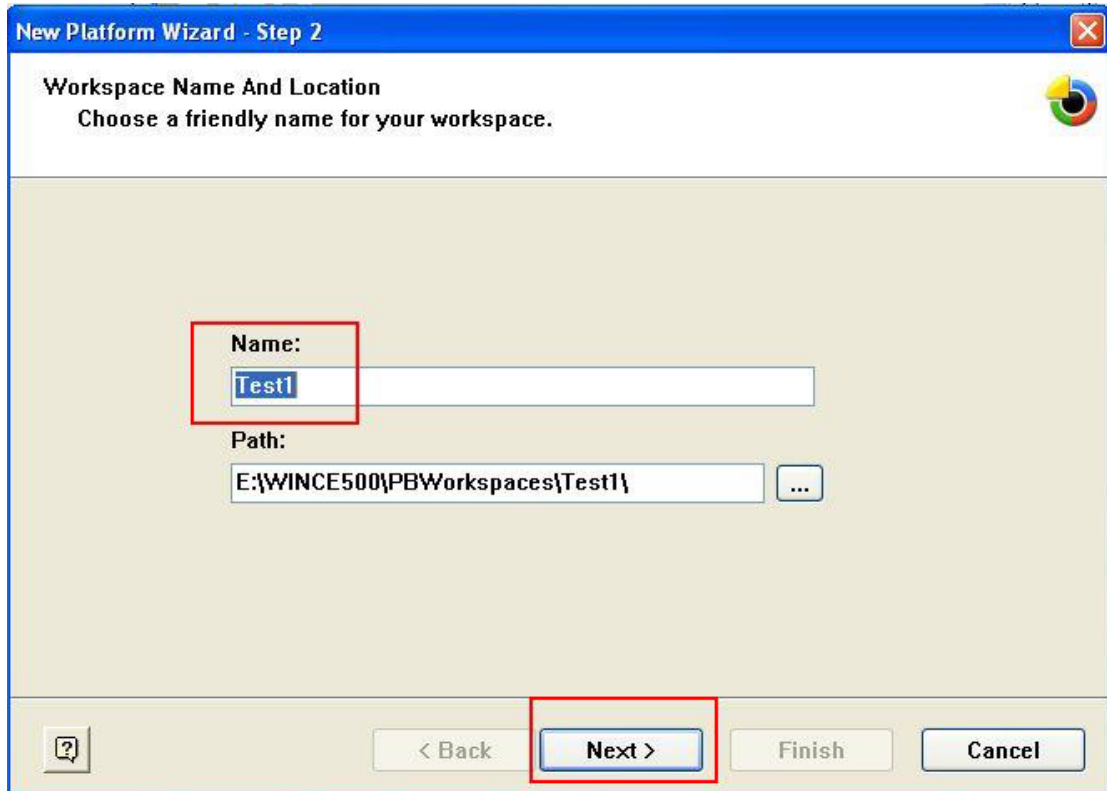 New Platform Wizard - Step 2
Workspace Name And Location
Choose a friendly name for your workspace.
Name:
Test1
Path:
E:\WINCE500\PBWorkspaces\Test1\
...
?
< Back
Next >
Finish
Cancel